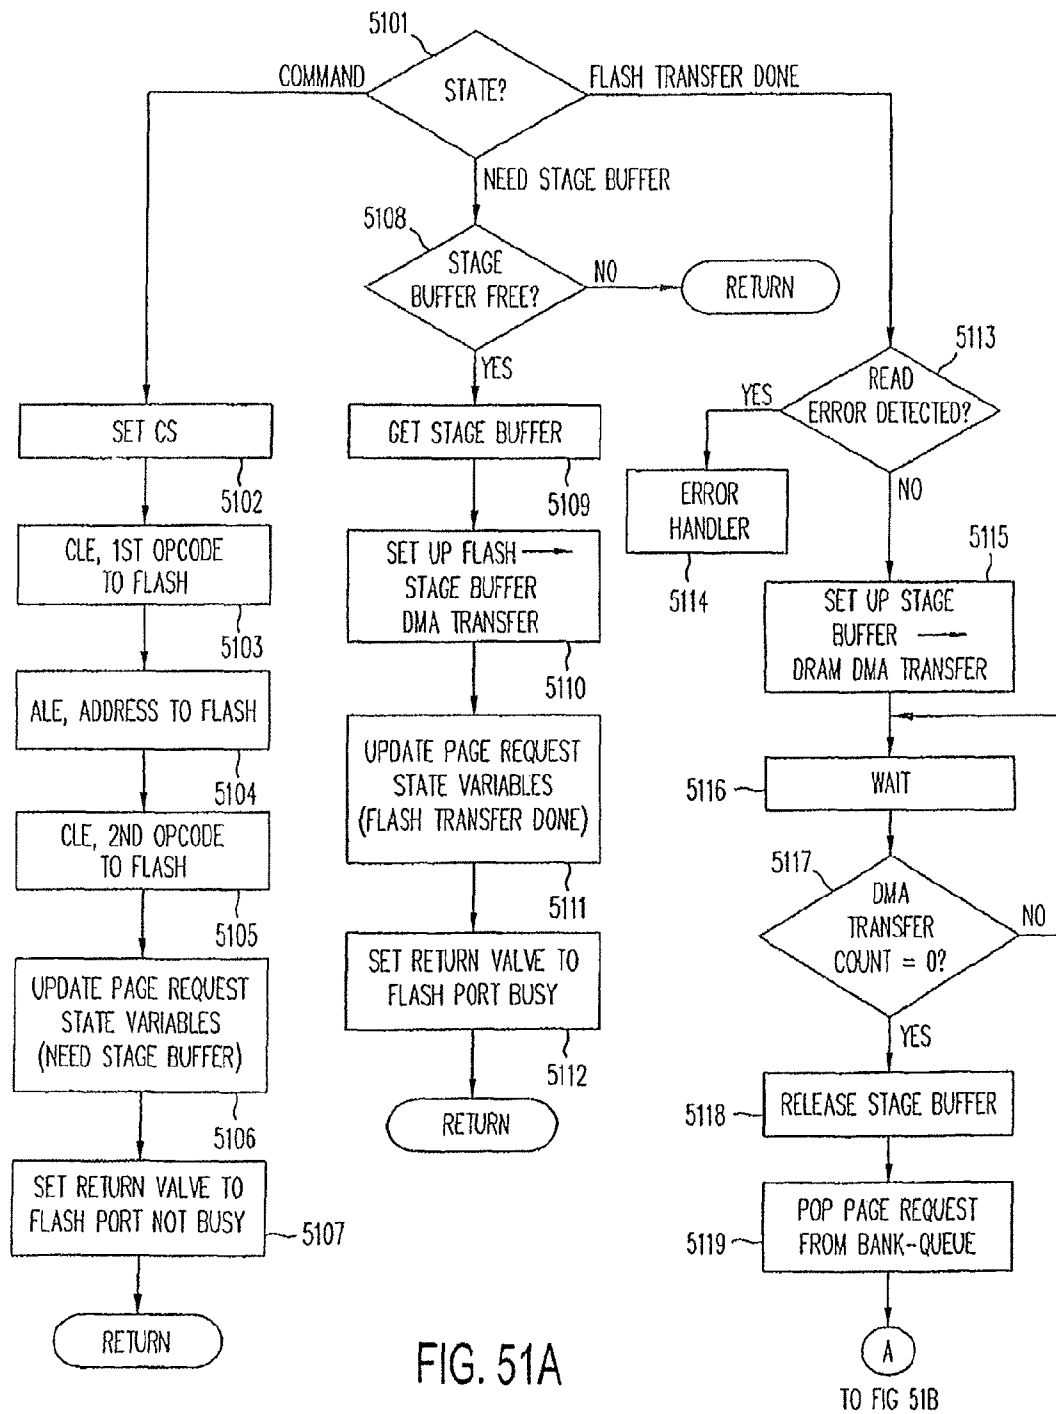 5101
STATE?
COMMAND
FLASH TRANSFER DONE
NEED STAGE BUFFER
5108
STAGE
BUFFER FREE?
NO
RETURN
YES
5113
READ
ERROR DETECTED?
YES
NO
ERROR
HANDLER
5114
SET CS
5102
CLE, 1ST OPCODE
TO FLASH
5103
ALE, ADDRESS TO FLASH
5104
CLE, 2ND OPCODE
TO FLASH
5105
UPDATE PAGE REQUEST
STATE VARIABLES
(NEED STAGE BUFFER)
5106
SET RETURN VALVE TO
FLASH PORT NOT BUSY
5107
RETURN
GET STAGE BUFFER
5109
SET UP FLASH →
STAGE BUFFER
DMA TRANSFER
5110
UPDATE PAGE REQUEST
STATE VARIABLES
(FLASH TRANSFER DONE)
5111
SET RETURN VALVE TO
FLASH PORT BUSY
5112
RETURN
5115
SET UP STAGE
BUFFER →
DRAM DMA TRANSFER
5116
WAIT
5117
DMA
TRANSFER
COUNT = 0?
NO
YES
5118
RELEASE STAGE BUFFER
5119
POP PAGE REQUEST
FROM BANK-QUEUE
A
TO FIG 51B
FIG. 51A